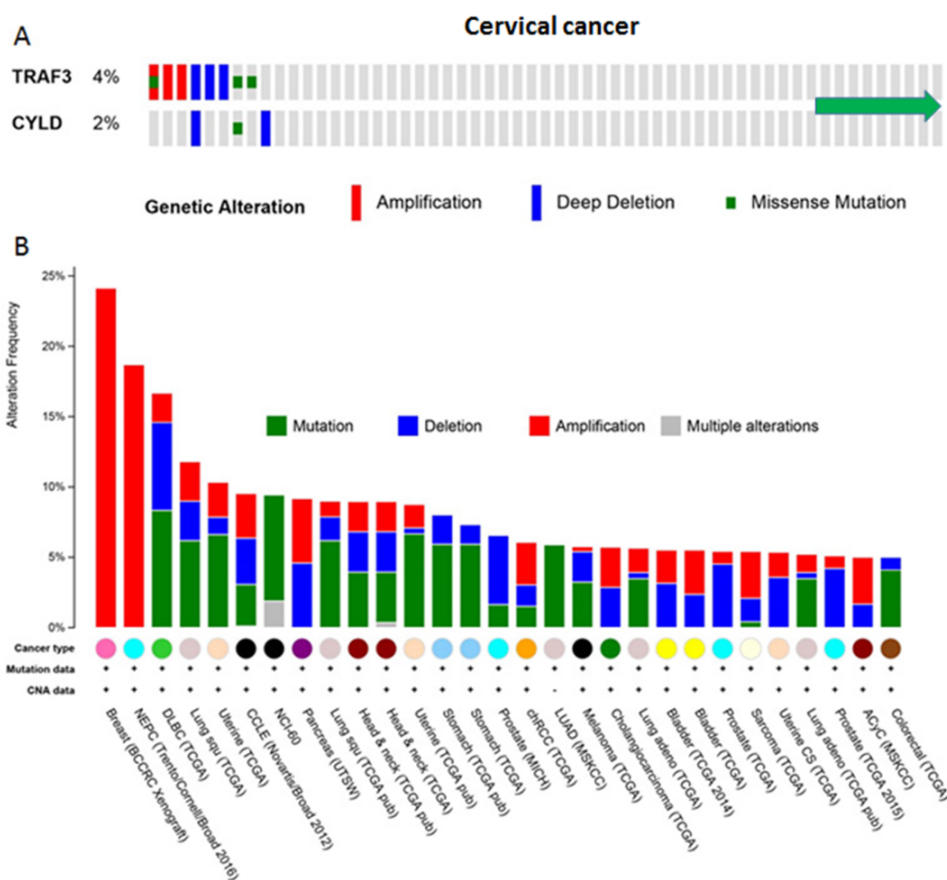 Cervical cancer
A
TRAF3 4%
CYLD 2%
Genetic Alteration Amplification Deep Deletion Missense Mutation
B
Alteration Frequency
25%
20%
15%
10%
5%
0%
Mutation Deletion Amplification Multiple alterations
Cancer type
Mutation data + + + + + + + + + + + + + + + + + + + + + + + + + + + + +
CNA data + + + + + + + + + + + + + + + + - + + + + + + + + + + + +
Breast (BCCRC Xenograft)
NEPC (Trento/Cornell/Broad 2016)
DLBC (TCGA)
Lung squ (TCGA)
Uterine (TCGA)
CCLE (Novartis/Broad 2012)
NCI-60
Pancreas (UTSW)
Lung squ (TCGA pub)
Head & neck (TCGA pub)
Head & neck (TCGA)
Uterine (TCGA pub)
Stomach (TCGA pub)
Stomach (TCGA)
Prostate (MICH)
chRCC (TCGA)
LUAD (MSKCC)
Melanoma (TCGA)
Cholangiocarcinoma (TCGA)
Lung adeno (TCGA)
Bladder (TCGA 2014)
Bladder (TCGA)
Prostate (TCGA)
Sarcoma (TCGA)
Uterine CS (TCGA)
Lung adeno (TCGA pub)
Prostate (TCGA 2015)
ACyC (MSKCC)
Colorectal (TCGA)